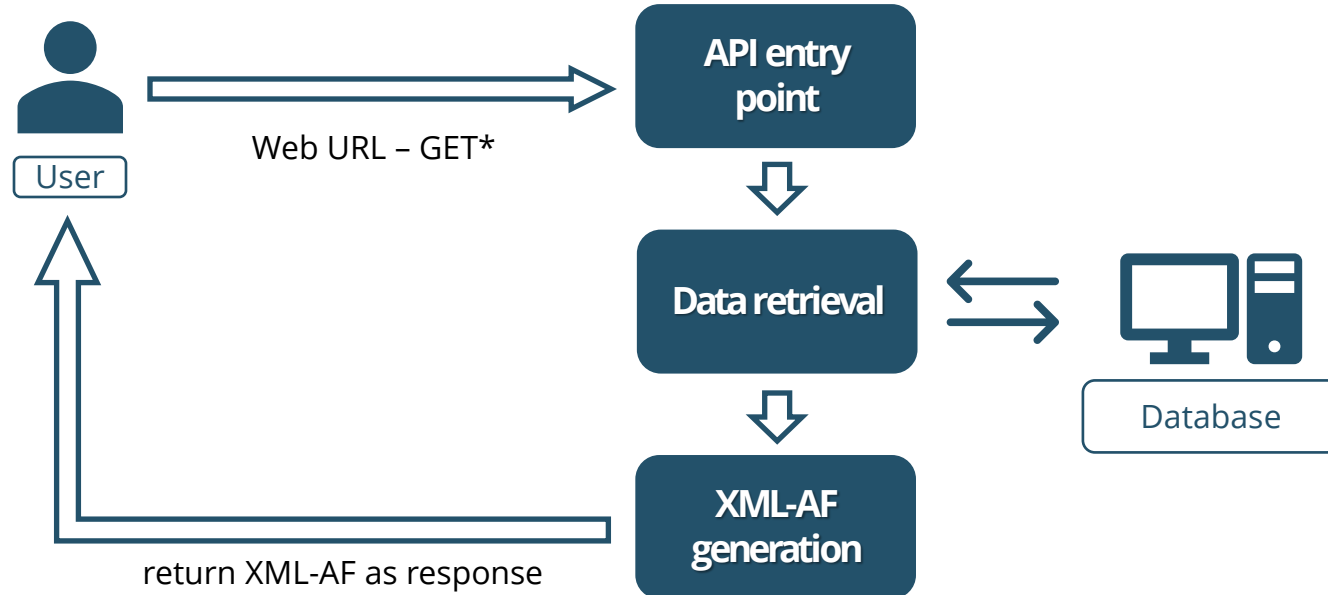 API entry
point
Web URL – GET*
User
Data retrieval
Database
XML-AF
generation
return XML-AF as response